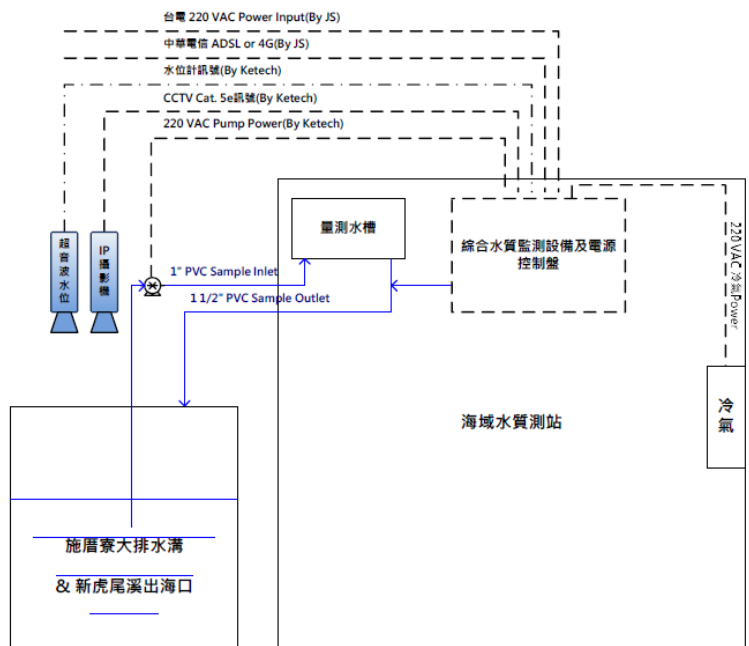 台電 220 VAC Power Input(By JS)
中華電信 ADSL or 4G(By JS)
水位計訊號(By Ketech)
CCTV Cat. 5e訊號(By Ketech)
220 VAC Pump Power(By Ketech)
量測水槽
綜合水質監測設備及電源
控制盤
220 VAC 冷氣Power
超音波水位
IP
攝影機
1" PVC Sample Inlet
1 1/2" PVC Sample Outlet
冷氣
海域水質測站
施厝寮大排水溝
& 新虎尾溪出海口